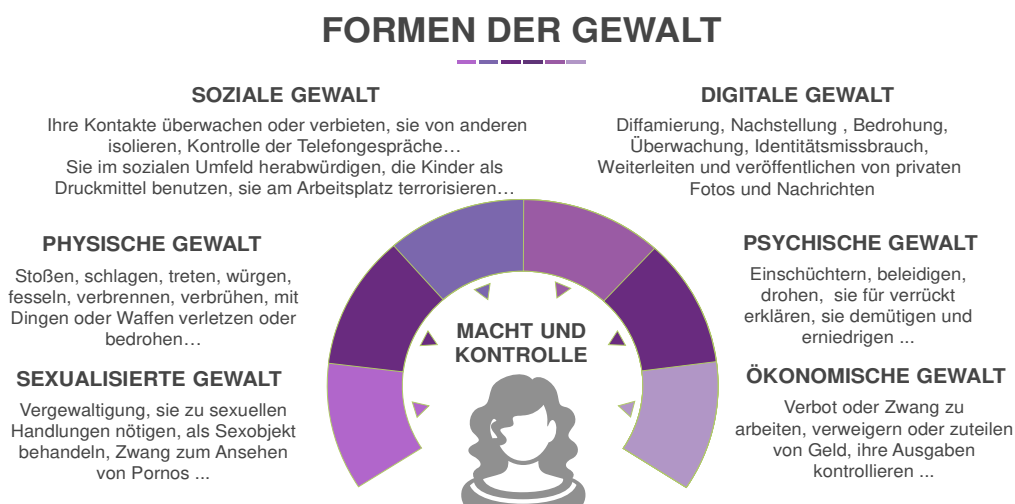 FORMEN DER GEWALT
SOZIALE GEWALT
Ihre Kontakte überwachen oder verbieten, sie von anderen
isolieren, Kontrolle der Telefongespräche…
Sie im sozialen Umfeld herabwürdigen, die Kinder als
Druckmittel benutzen, sie am Arbeitsplatz terrorisieren…
DIGITALE GEWALT
Diffamierung, Nachstellung , Bedrohung,
Überwachung, Identitätsmissbrauch,
Weiterleiten und veröffentlichen von privaten
Fotos und Nachrichten
PHYSISCHE GEWALT
Stoßen, schlagen, treten, würgen,
fesseln, verbrennen, verbrühen, mit
Dingen oder Waffen verletzen oder
bedrohen…
PSYCHISCHE GEWALT
Einschüchtern, beleidigen,
drohen, sie für verrückt
erklären, sie demütigen und
erniedrigen ...
MACHT UND
KONTROLLE
SEXUALISIERTE GEWALT
Vergewaltigung, sie zu sexuellen
Handlungen nötigen, als Sexobjekt
behandeln, Zwang zum Ansehen
von Pornos ...
ÖKONOMISCHE GEWALT
Verbot oder Zwang zu
arbeiten, verweigern oder zuteilen
von Geld, ihre Ausgaben
kontrollieren ...